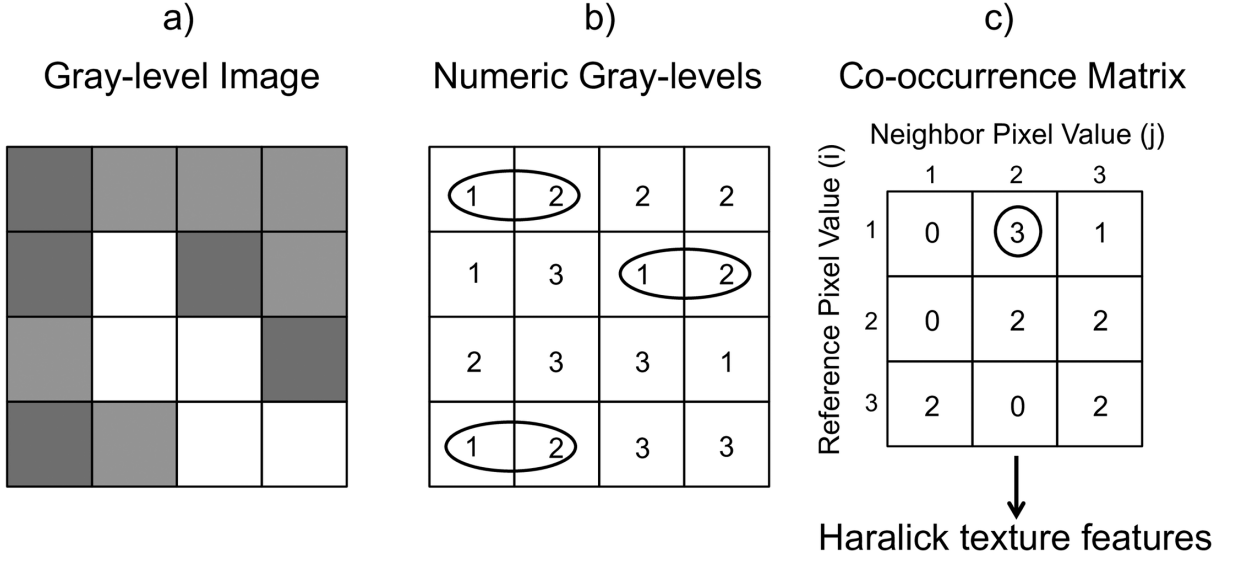 a)
Gray-level Image
b)
Numeric Gray-levels
1 2 2 2
1 3 1 2
2 3 3 1
1 2 3 3
c)
Co-occurrence Matrix
Neighbor Pixel Value (j)
Reference Pixel Value (i)
1 2 3
1 0 3 1
2 0 2 2
3 2 0 2
Haralick texture features